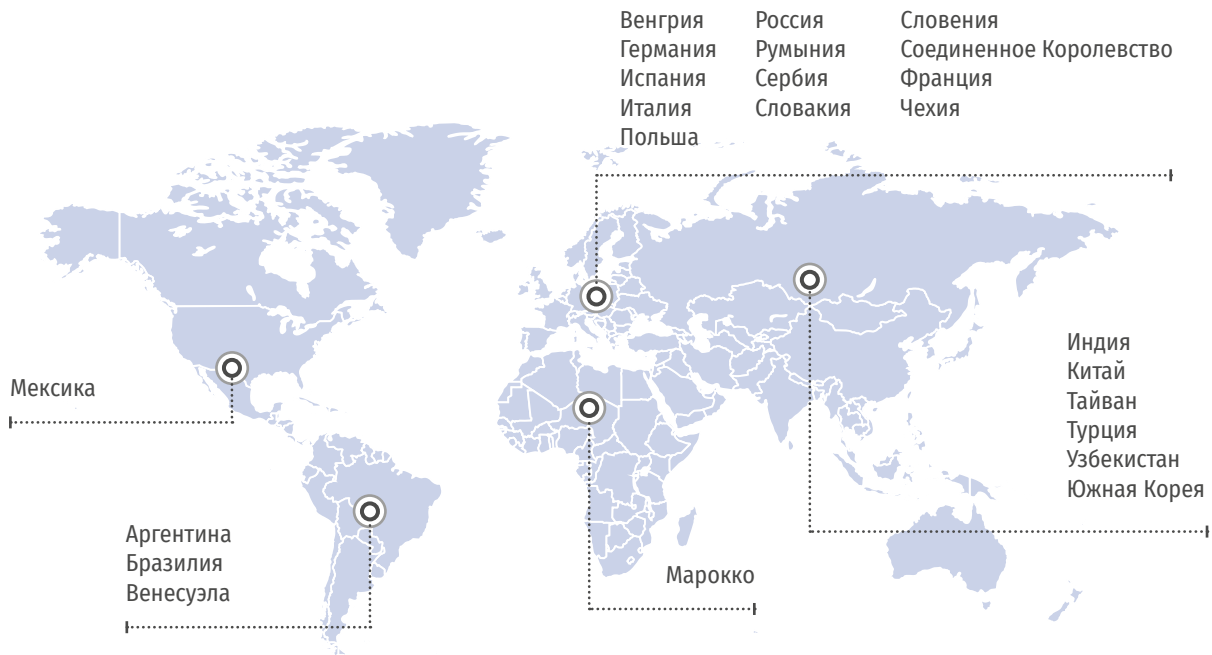 Венгрия
Германия
Испания
Италия
Польша
Россия
Румыния
Сербия
Словакия
Словения
Соединенное Королевство
Франция
Чехия
Мексика
Индия
Китай
Тайван
Турция
Узбекистан
Южная Корея
Аргентина
Бразилия
Венесуэла
Марокко